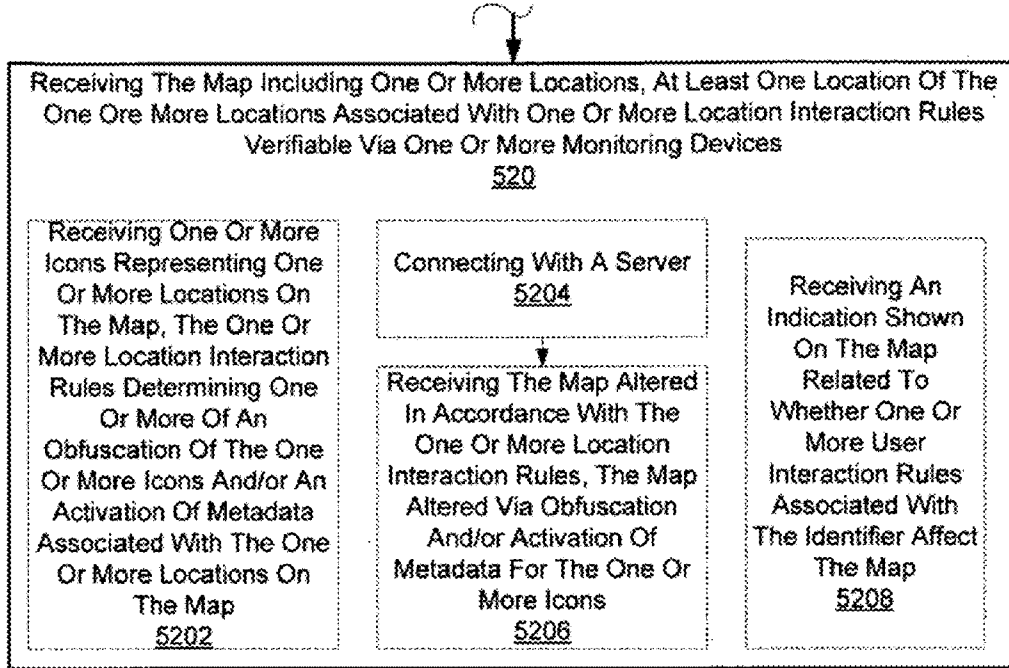 Receiving The Map Including One Or More Locations, At Least One Location Of The
One Ore More Locations Associated With One Or More Location Interaction Rules
Verifiable Via One Or More Monitoring Devices
520
Receiving One Or More
Icons Representing One
Or More Locations On
The Map, The One Or
More Location Interaction
Rules Determining One
Or More Of An
Obfuscation Of The One
Or More Icons And/or An
Activation Of Metadata
Associated With The One
Or More Locations On
The Map
5202
Connecting With A Server
5204
Receiving The Map Altered
In Accordance With The
One Or More Location
Interaction Rules, The Map
Altered Via Obfuscation
And/or Activation Of
Metadata For The One Or
More Icons
5206
Receiving An
Indication Shown
On The Map
Related To
Whether One Or
More User
Interaction Rules
Associated With
The Identifier Affect
The Map
5208